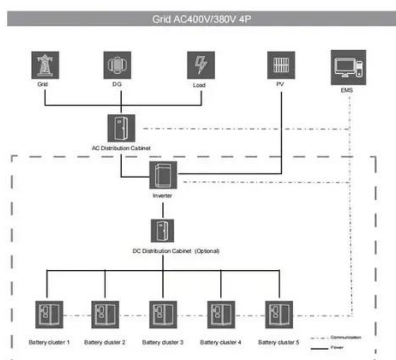 Grid AC400V/380V 4P
Grid
DG
Load
PV
EMS
AC Distribution Cabinet
Inverter
DC Distribution Cabinet (Optional)
Battery cluster 1
Battery cluster 2
Battery cluster 3
Battery cluster 4
Battery cluster 5
Communication
Power